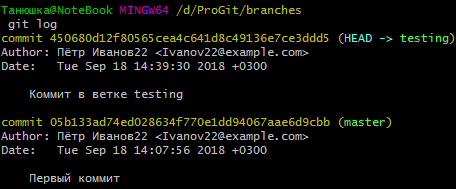 Танюшка@NoteBook MINGW64 /d/ProGit/branches
git log
commit 450680d12f80565cea4c641d8c49136e7ce3ddd5 (HEAD -> testing)
Author: Пётр Иванов22 <Ivanov22@example.com>
Date:   Tue Sep 18 14:39:30 2018 +0300
Коммит в ветке testing
commit 05b133ad74ed028634f770e1dd94067aae6d9cbb (master)
Author: Пётр Иванов22 <Ivanov22@example.com>
Date:   Tue Sep 18 14:07:56 2018 +0300
Первый коммит